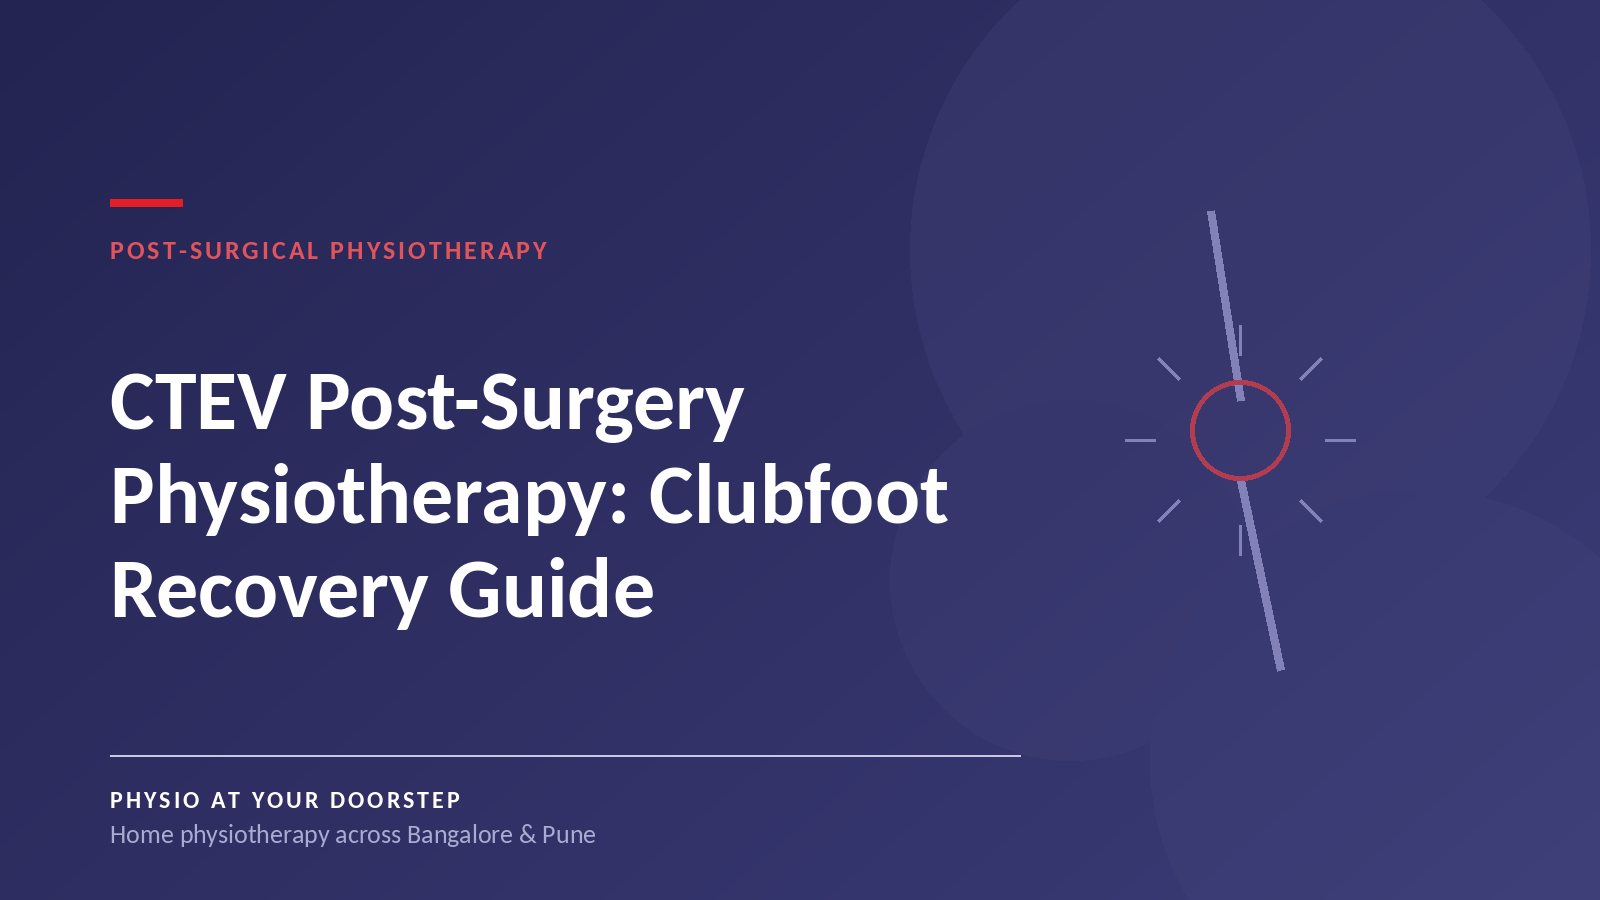 POST-SURGICAL PHYSIOTHERAPY
CTEV Post-Surgery
Physiotherapy: Clubfoot
Recovery Guide
PHYSIO AT YOUR DOORSTEP
Home physiotherapy across Bangalore & Pune